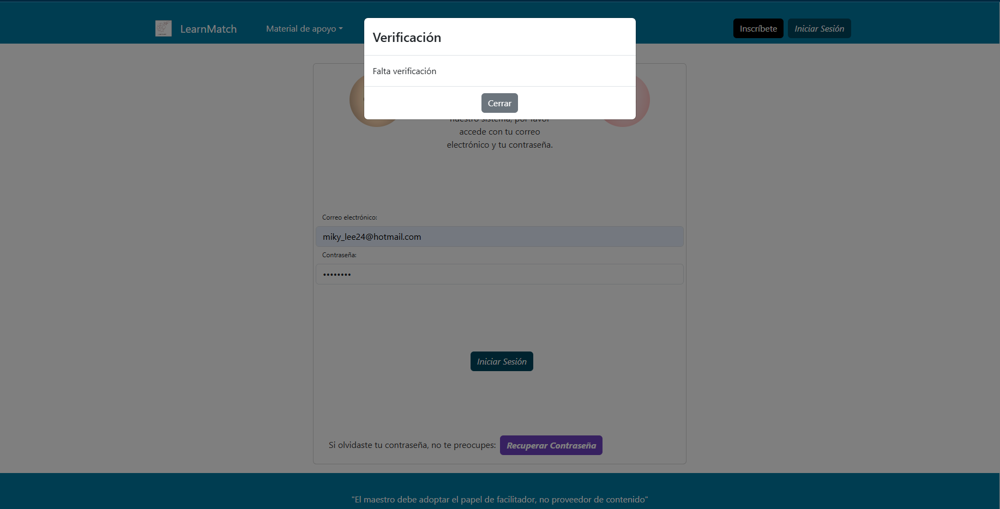 LearnMatch
Material de apoyo
Inscríbete
Iniciar Sesión
Verificación
Falta verificación
Cerrar
nuestro sistema, por favor
accede con tu correo
electrónico y tu contraseña.
Correo electrónico:
miky_lee24@hotmail.com
Contraseña:
••••••••
Iniciar Sesión
Si olvidaste tu contraseña, no te preocupes:
Recuperar Contraseña
"El maestro debe adoptar el papel de facilitador, no proveedor de contenido"